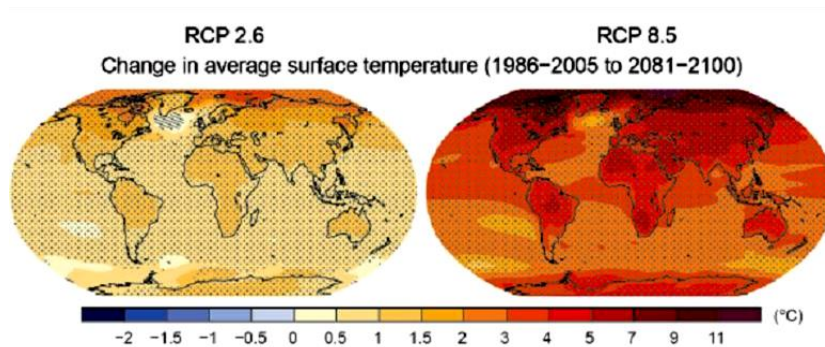 RCP 2.6 RCP 8.5
Change in average surface temperature (1986−2005 to 2081−2100)
(°C)
−2 −1.5 −1 −0.5 0 0.5 1 1.5 2 3 4 5 7 9 11